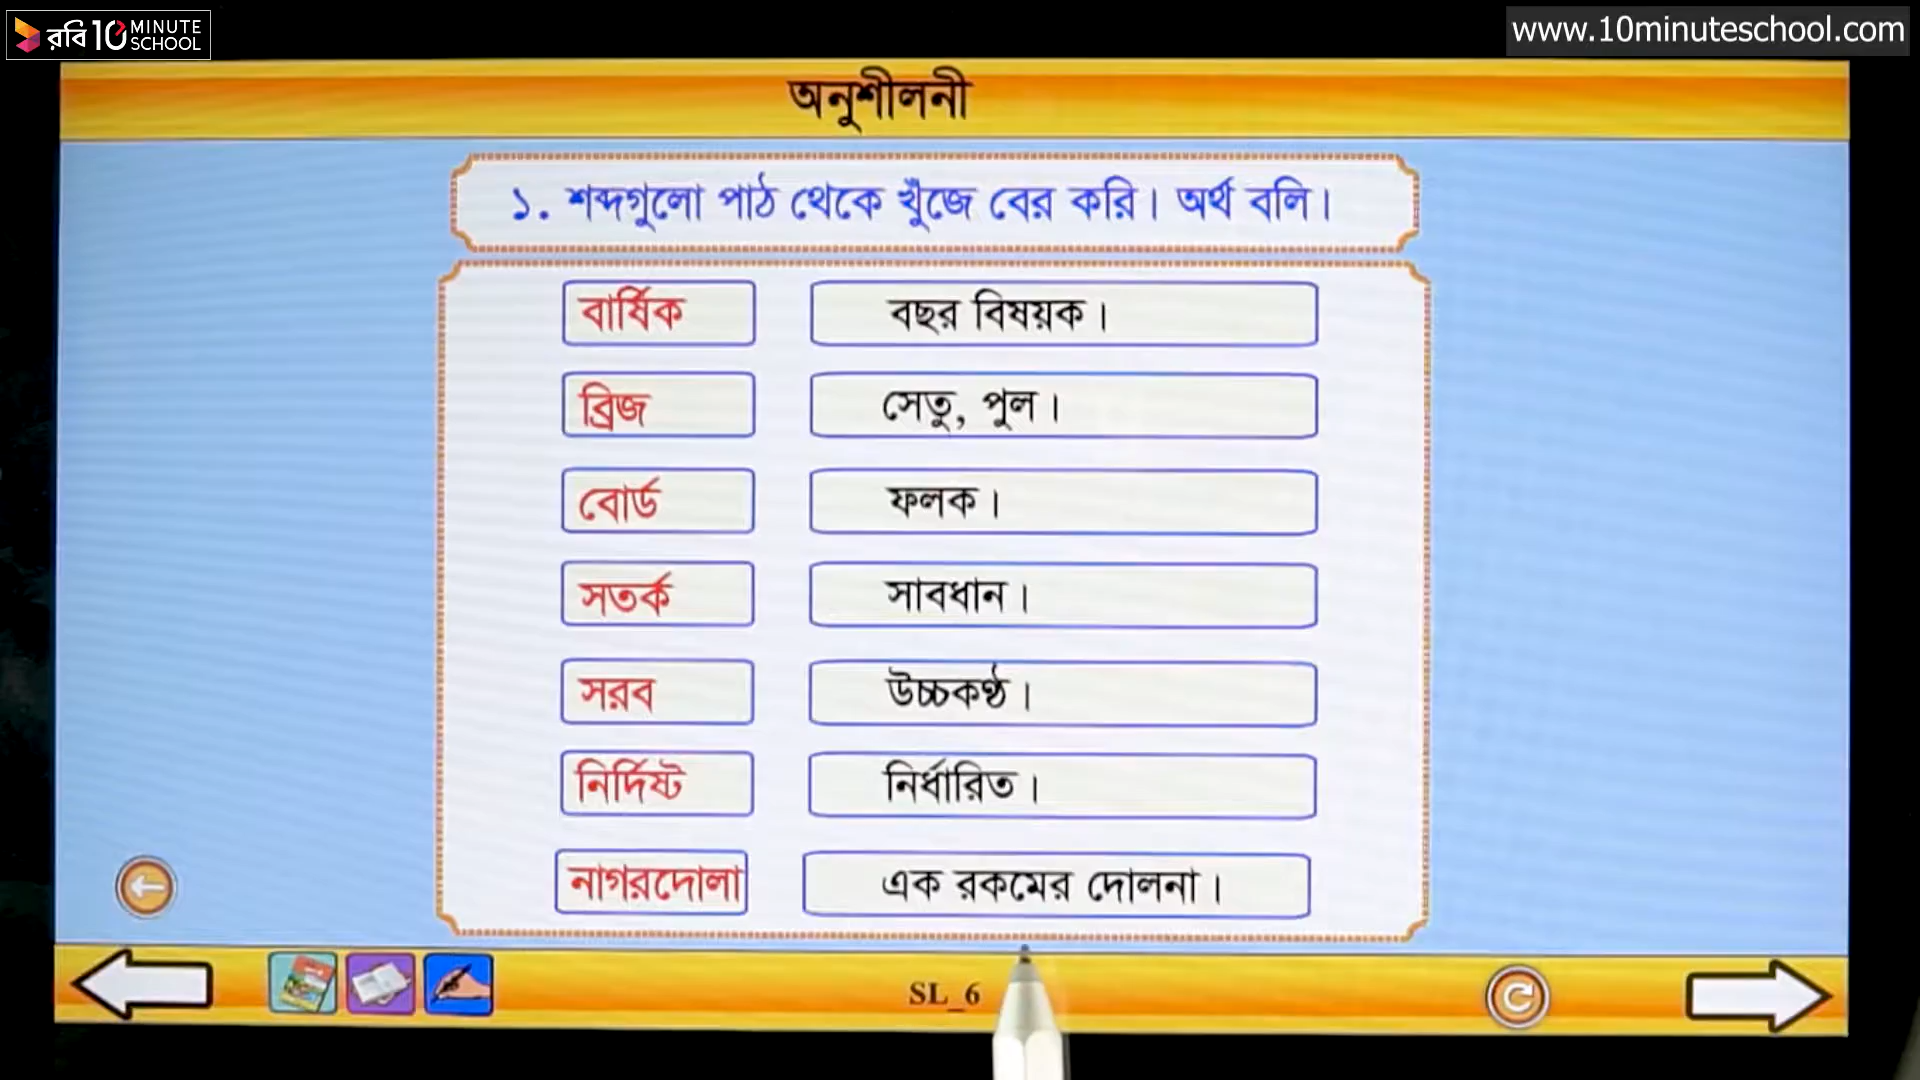 রবি 10 MINUTE SCHOOL
www.10minuteschool.com
অনুশীলনী
১. শব্দগুলো পাঠ থেকে খুঁজে বের করি। অর্থ বলি।
বার্ষিক বছর বিষয়ক।
ব্রিজ সেতু, পুল।
বোর্ড ফলক।
সতর্ক সাবধান।
সরব উচ্চকণ্ঠ।
নির্দিষ্ট নির্ধারিত।
নাগরদোলা এক রকমের দোলনা।
SL_6